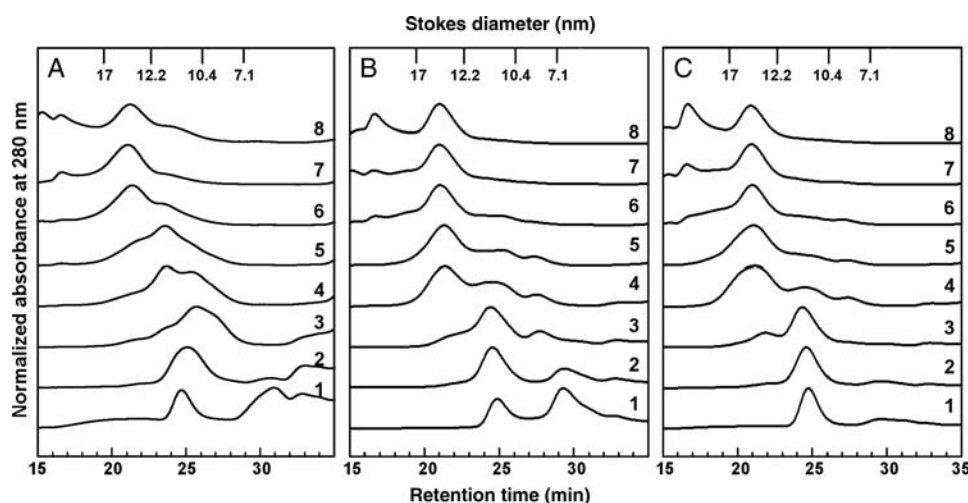 Stokes diameter (nm)
A B C
17 12.2 10.4 7.1 17 12.2 10.4 7.1 17 12.2 10.4 7.1
8 8 8
7 7 7
6 6 6
5 5 5
4 4 4
3 3 3
2 2 2
1 1 1
Normalized absorbance at 280 nm
15 20 25 30 15 20 25 30 15 20 25 30 35
Retention time (min)